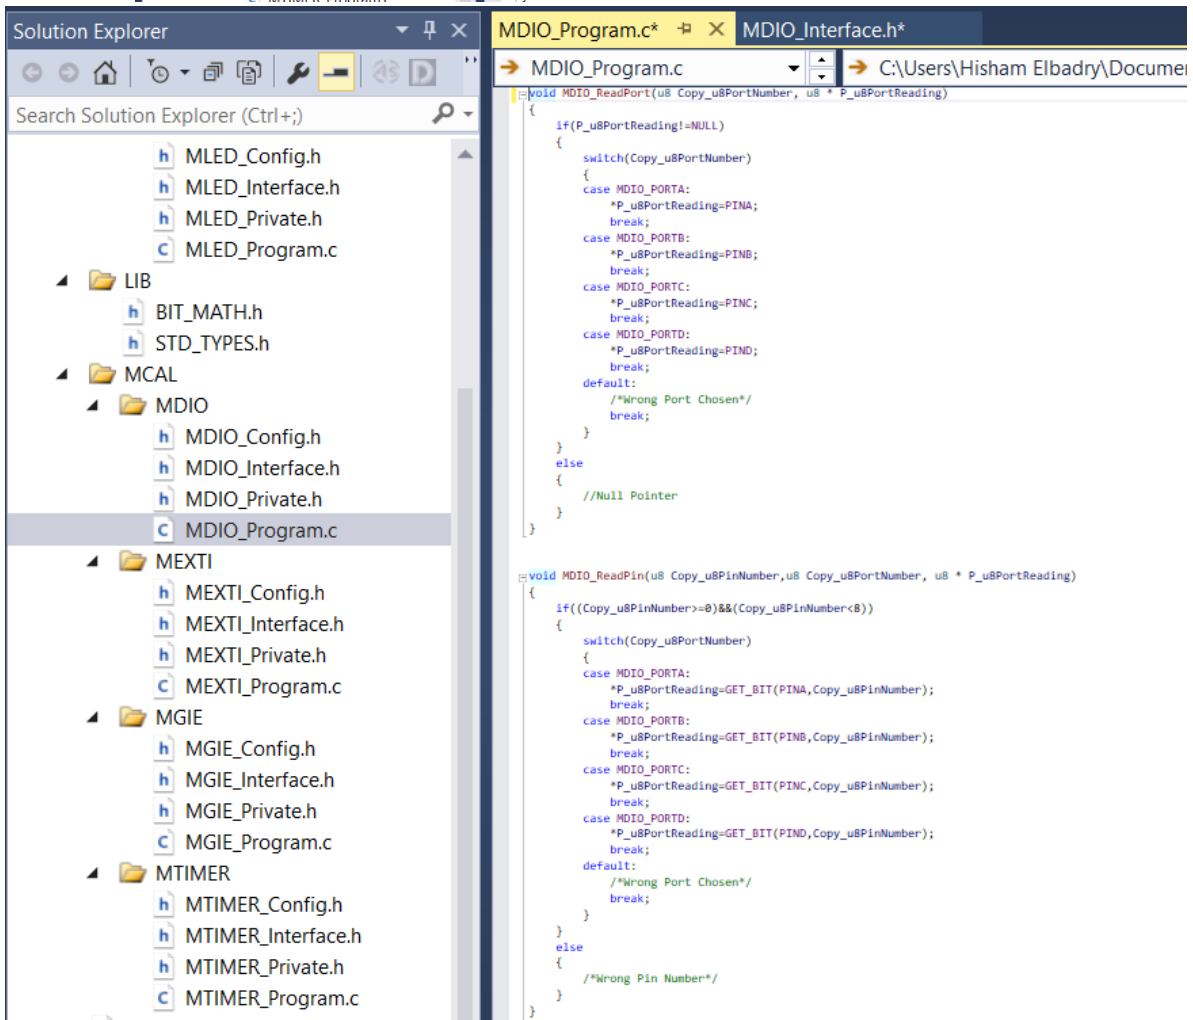 Solution Explorer
Search Solution Explorer (Ctrl+;)
MLED_Config.h
MLED_Interface.h
MLED_Private.h
MLED_Program.c
LIB
BIT_MATH.h
STD_TYPES.h
MCAL
MDIO
MDIO_Config.h
MDIO_Interface.h
MDIO_Private.h
MDIO_Program.c
MEXTI
MEXTI_Config.h
MEXTI_Interface.h
MEXTI_Private.h
MEXTI_Program.c
MGIE
MGIE_Config.h
MGIE_Interface.h
MGIE_Private.h
MGIE_Program.c
MTIMER
MTIMER_Config.h
MTIMER_Interface.h
MTIMER_Private.h
MTIMER_Program.c
MDIO_Program.c* MDIO_Interface.h*
MDIO_Program.c C:\Users\Hisham Elbadry\Documen
void MDIO_ReadPort(u8 Copy_u8PortNumber, u8 * P_u8PortReading)
{
if(P_u8PortReading!=NULL)
{
switch(Copy_u8PortNumber)
{
case MDIO_PORTA:
*P_u8PortReading=PINA;
break;
case MDIO_PORTB:
*P_u8PortReading=PINB;
break;
case MDIO_PORTC:
*P_u8PortReading=PINC;
break;
case MDIO_PORTD:
*P_u8PortReading=PIND;
break;
default:
/*Wrong Port Chosen*/
break;
}
}
else
{
//Null Pointer
}
}
void MDIO_ReadPin(u8 Copy_u8PinNumber,u8 Copy_u8PortNumber, u8 * P_u8PortReading)
{
if((Copy_u8PinNumber>=0)&&(Copy_u8PinNumber<8))
{
switch(Copy_u8PortNumber)
{
case MDIO_PORTA:
*P_u8PortReading=GET_BIT(PINA,Copy_u8PinNumber);
break;
case MDIO_PORTB:
*P_u8PortReading=GET_BIT(PINB,Copy_u8PinNumber);
break;
case MDIO_PORTC:
*P_u8PortReading=GET_BIT(PINC,Copy_u8PinNumber);
break;
case MDIO_PORTD:
*P_u8PortReading=GET_BIT(PIND,Copy_u8PinNumber);
break;
default:
/*Wrong Port Chosen*/
break;
}
}
else
{
/*Wrong Pin Number*/
}
}